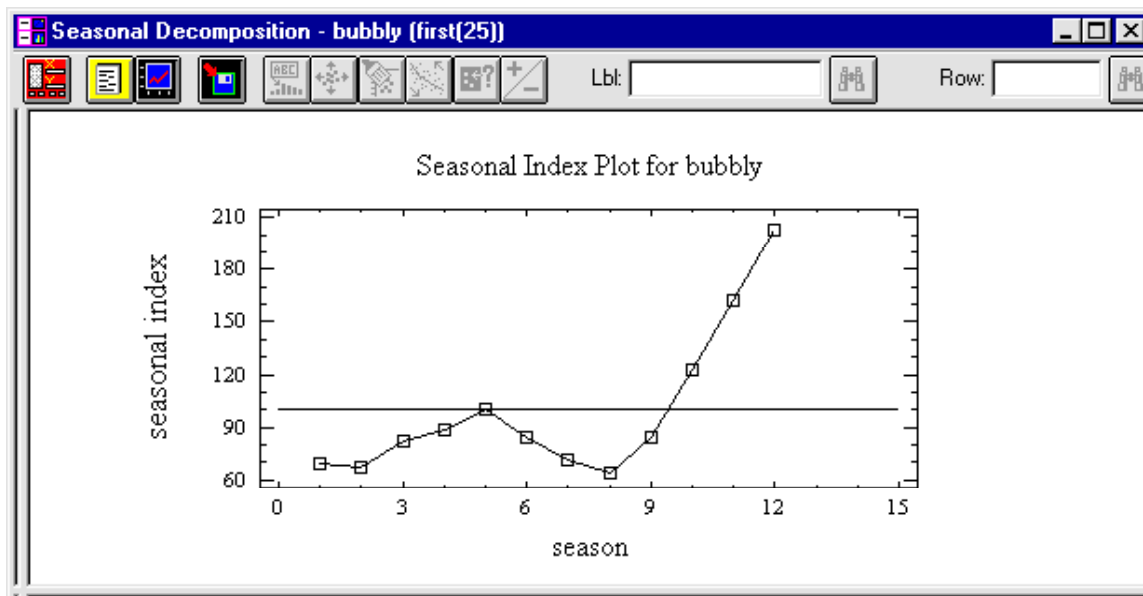 Seasonal Decomposition - bubbly (first(25))
ABC
Lbl:
Row:
Seasonal Index Plot for bubbly
210
180
150
120
90
60
seasonal index
0 3 6 9 12 15
season